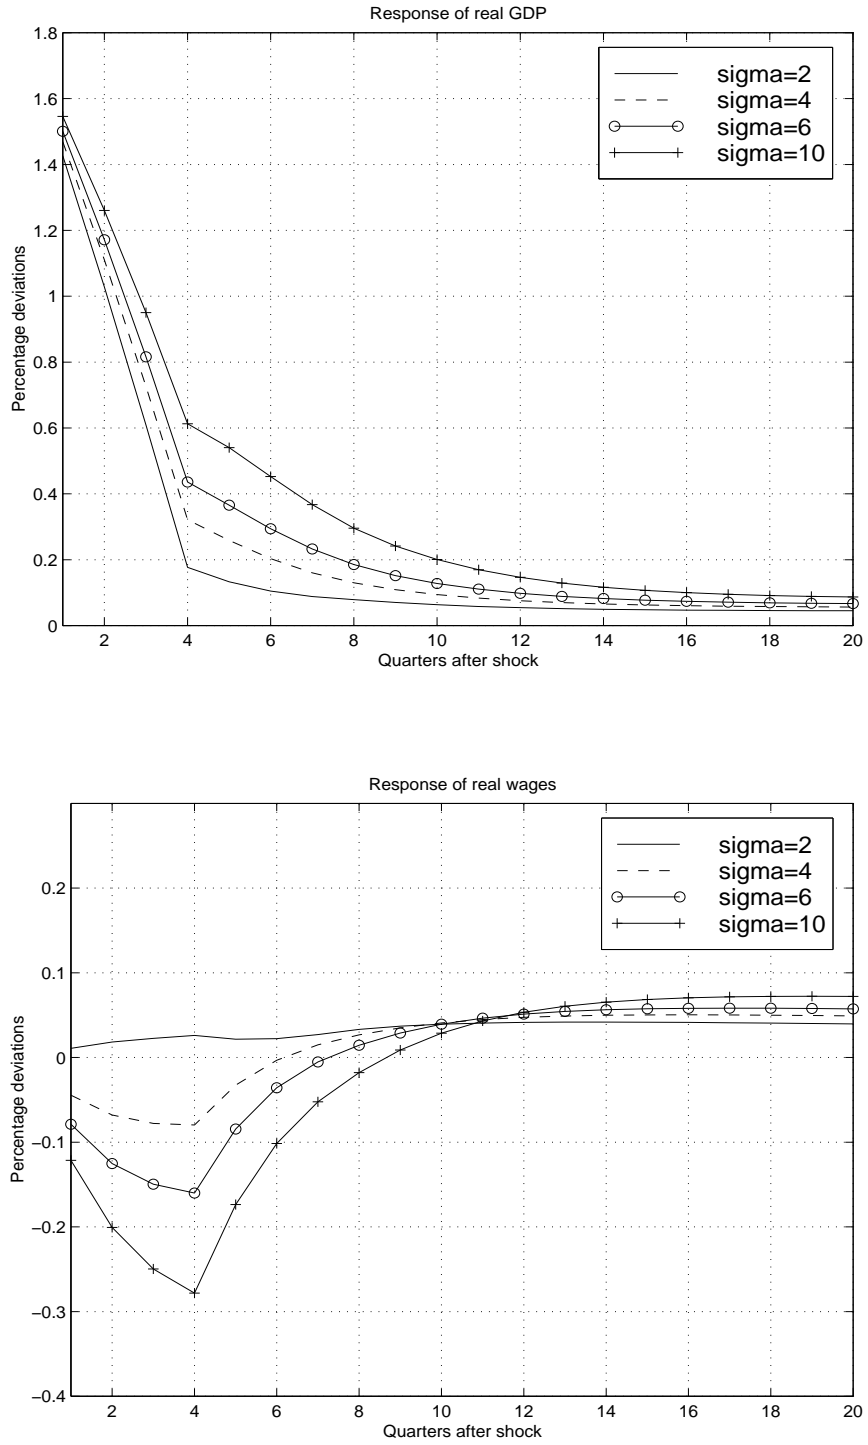 Response of real GDP
1.8
1.6
1.4
1.2
1
0.8
0.6
0.4
0.2
0
Percentage deviations
sigma=2
sigma=4
sigma=6
sigma=10
2 4 6 8 10 12 14 16 18 20
Quarters after shock
Response of real wages
0.2
0.1
0
−0.1
−0.2
−0.3
−0.4
Percentage deviations
sigma=2
sigma=4
sigma=6
sigma=10
2 4 6 8 10 12 14 16 18 20
Quarters after shock